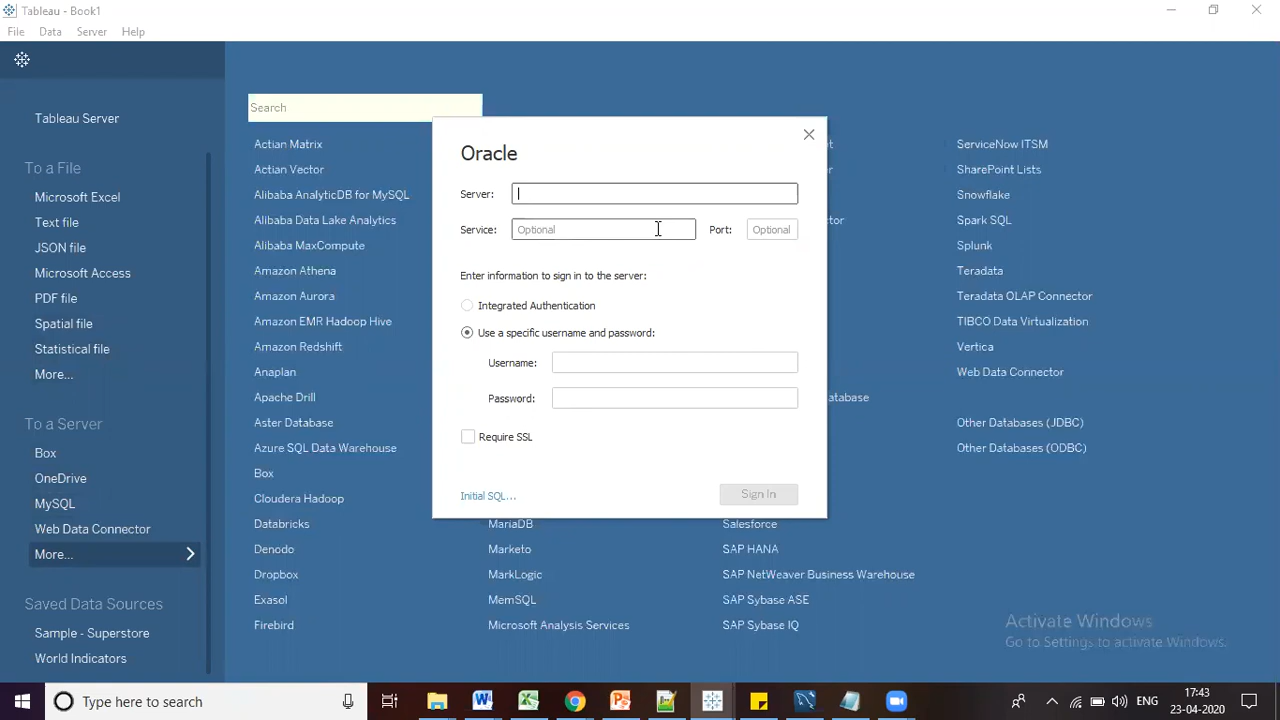 Tableau - Book1
File Data Server Help
Tableau Server
To a File
Microsoft Excel
Text file
JSON file
Microsoft Access
PDF file
Spatial file
Statistical file
More...
To a Server
Box
OneDrive
MySQL
Web Data Connector
More...
Saved Data Sources
Sample - Superstore
World Indicators
Search
Actian Matrix
Actian Vector
Alibaba AnalyticDB for MySQL
Alibaba Data Lake Analytics
Alibaba MaxCompute
Amazon Athena
Amazon Aurora
Amazon EMR Hadoop Hive
Amazon Redshift
Anaplan
Apache Drill
Aster Database
Azure SQL Data Warehouse
Box
Cloudera Hadoop
Databricks
Denodo
Dropbox
Exasol
Firebird
Oracle
Server:
Service: Optional Port: Optional
Enter information to sign in to the server:
Integrated Authentication
Use a specific username and password:
Username:
Password:
Require SSL
Initial SQL... Sign In
MariaDB
Marketo
MarkLogic
MemSQL
Microsoft Analysis Services
Salesforce
SAP HANA
SAP NetWeaver Business Warehouse
SAP Sybase ASE
SAP Sybase IQ
ServiceNow ITSM
SharePoint Lists
Snowflake
Spark SQL
Splunk
Teradata
Teradata OLAP Connector
TIBCO Data Virtualization
Vertica
Web Data Connector
Other Databases (JDBC)
Other Databases (ODBC)
Activate Windows
Go to Settings to activate Windows.
Type here to search
ENG
17:43
23-04-2020